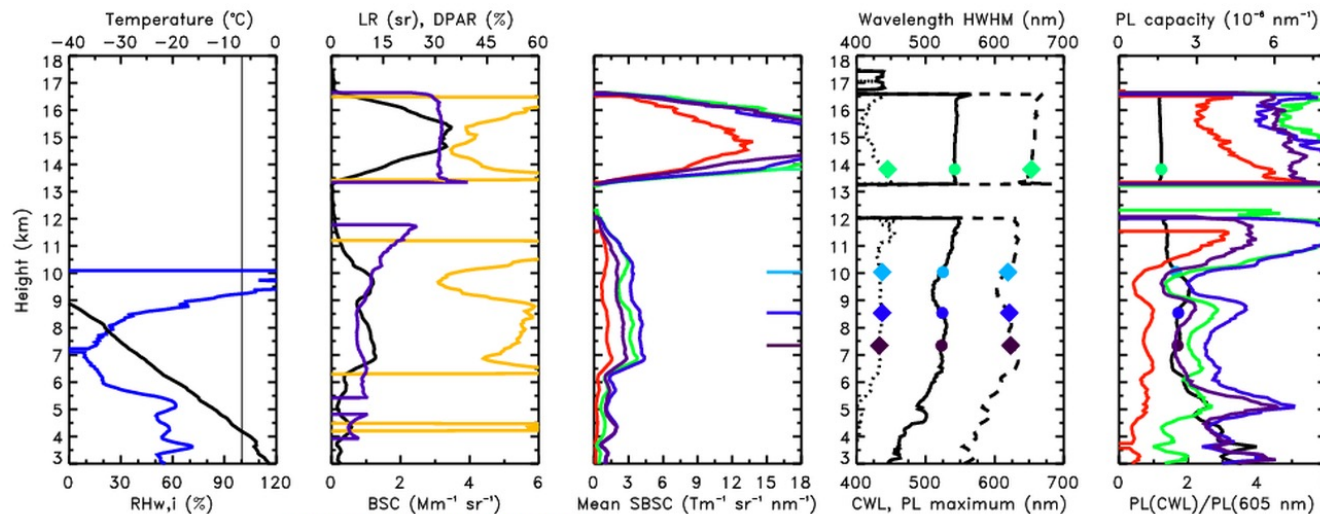 Temperature (°C)
LR (sr), DPAR (%)
Wavelength HWHM (nm)
PL capacity (10⁻⁶ nm⁻¹)
-40 -30 -20 -10 0
0 15 30 45 60
400 500 600 700
0 3 6
18
17
16
15
14
13
12
11
10
9
8
7
6
5
4
3
Height (km)
0 20 40 60 80 100 120
0 2 4 6
0 3 6 9 12 15 18
400 500 600 700
0 2 4
RHw,i (%)
BSC (Mm⁻¹ sr⁻¹)
Mean SBSC (Tm⁻¹ sr⁻¹ nm⁻¹)
CWL, PL maximum (nm)
PL(CWL)/PL(605 nm)